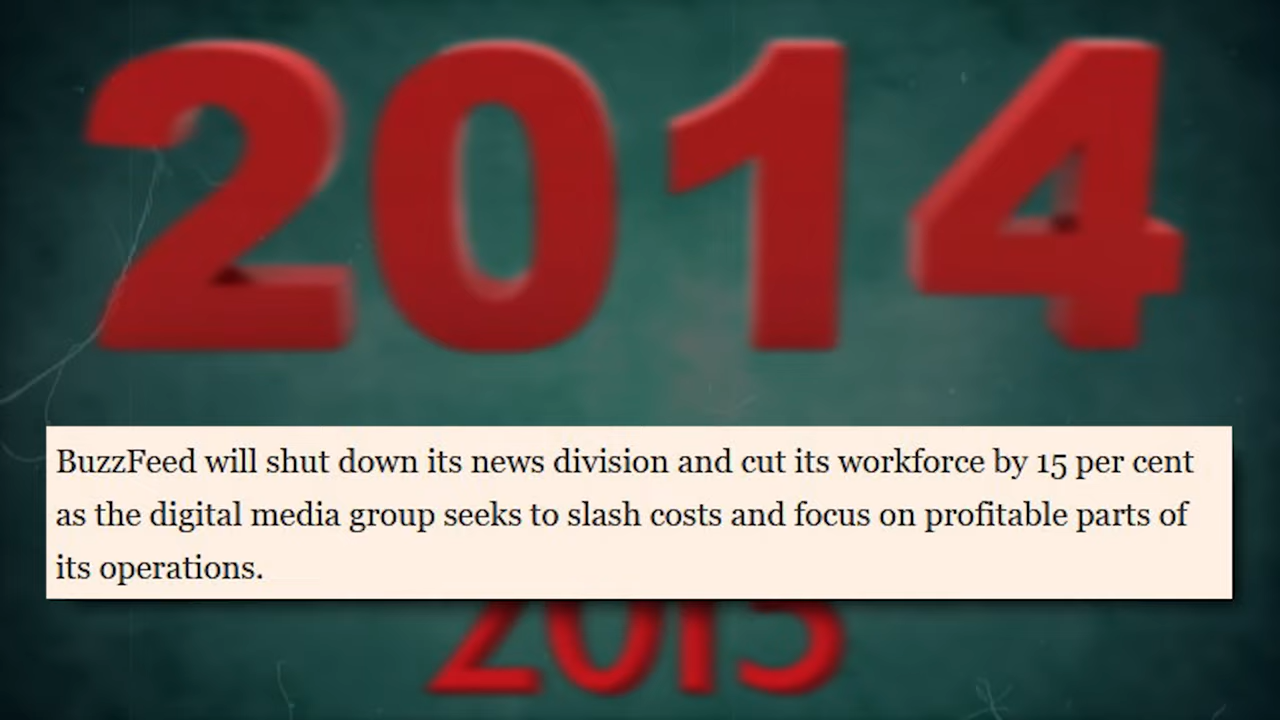 2014
BuzzFeed will shut down its news division and cut its workforce by 15 per cent
as the digital media group seeks to slash costs and focus on profitable parts of
its operations.
2015